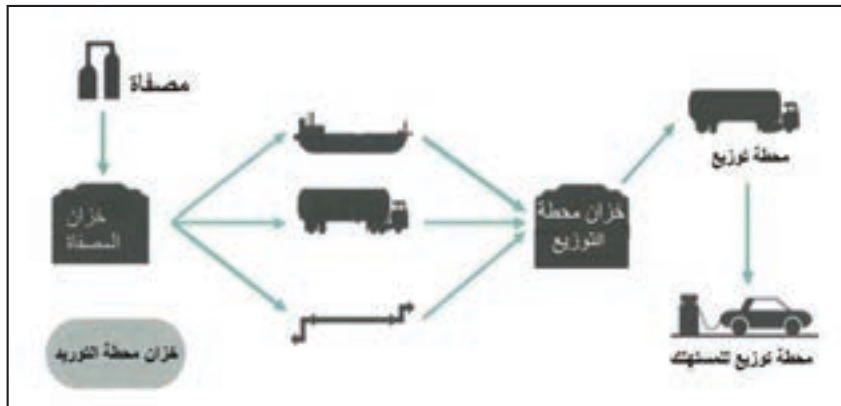 مصفاة
خزان
المصفاة
خزان محطة
التوزيع
محطة توزيع
محطة توزيع للمستهلك
خزان محطة التوريد